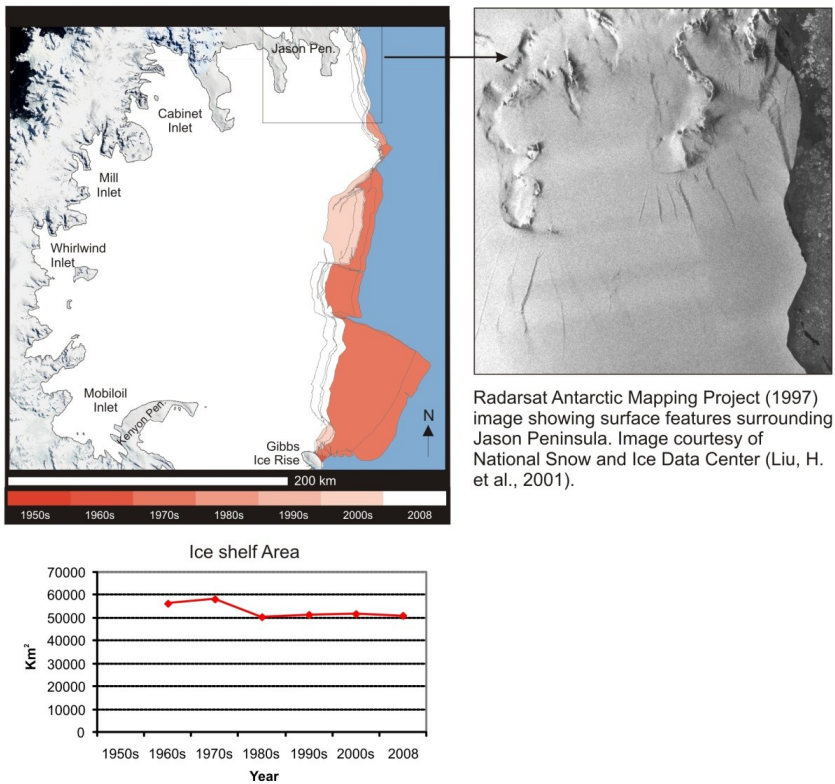 Jason Pen.
Cabinet
Inlet
Mill
Inlet
Whirlwind
Inlet
Mobiloil
Inlet
Kenyon Pen.
Gibbs
Ice Rise
N
200 km
1950s 1960s 1970s 1980s 1990s 2000s 2008
Radarsat Antarctic Mapping Project (1997)
image showing surface features surrounding
Jason Peninsula. Image courtesy of
National Snow and Ice Data Center (Liu, H.
et al., 2001).
Ice shelf Area
Km²
70000
60000
50000
40000
30000
20000
10000
0
1950s 1960s 1970s 1980s 1990s 2000s 2008
Year